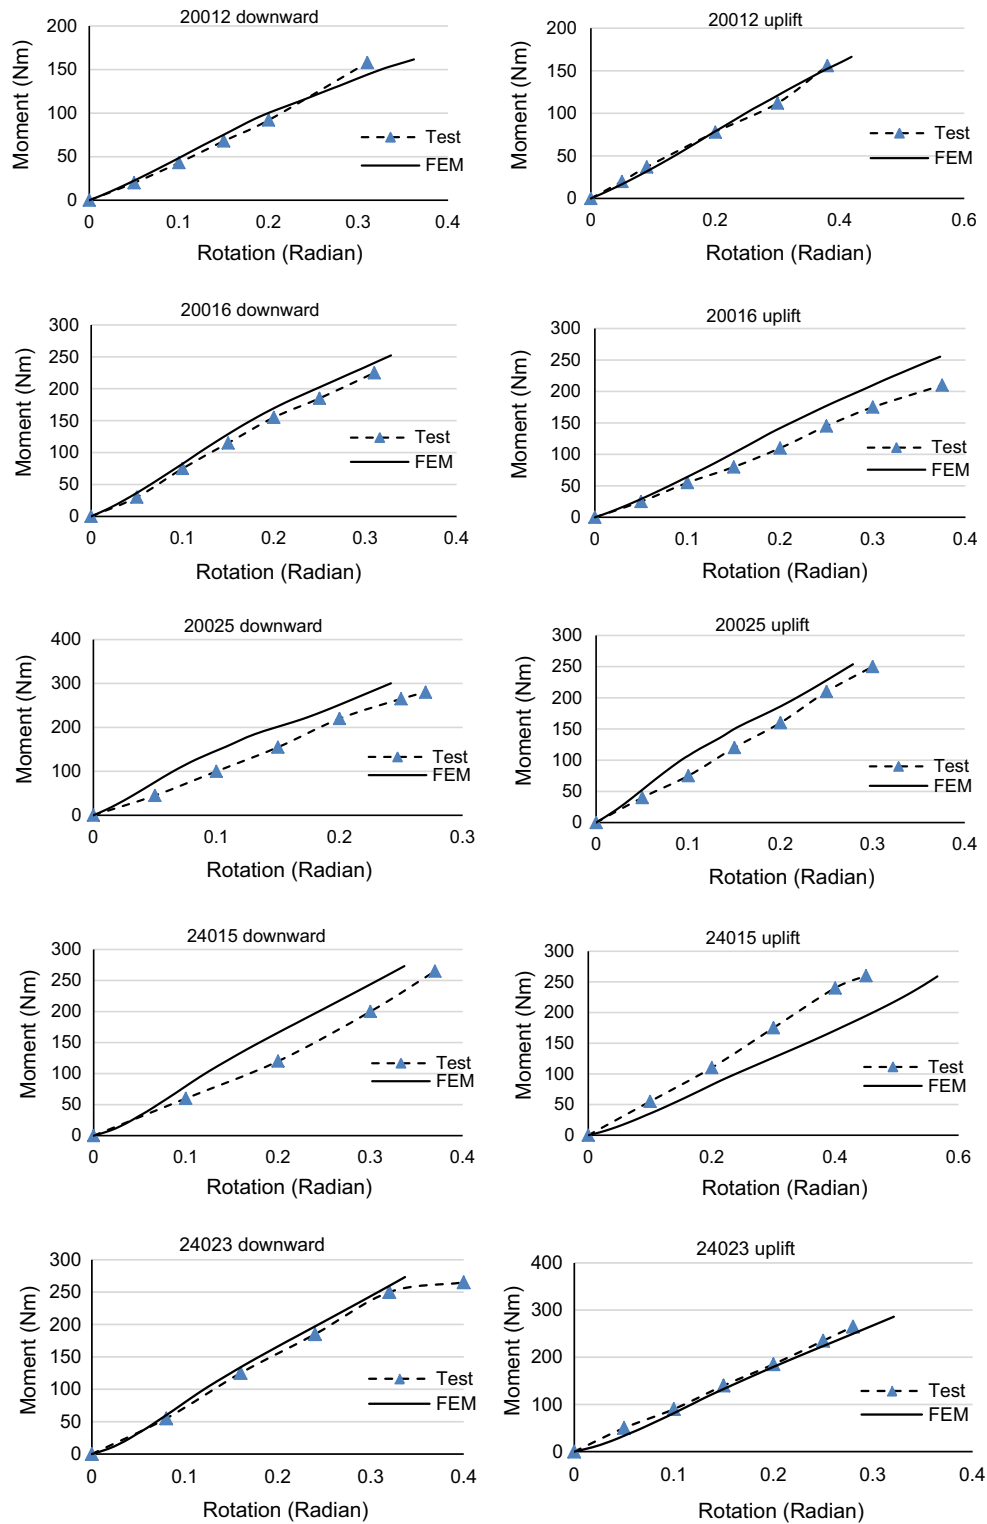 20012 downward
Moment (Nm)
200
150
100
50
0
0 0.1 0.2 0.3 0.4
Rotation (Radian)
Test
FEM
20012 uplift
Moment (Nm)
200
150
100
50
0
0 0.2 0.4 0.6
Rotation (Radian)
Test
FEM
20016 downward
Moment (Nm)
300
250
200
150
100
50
0
0 0.1 0.2 0.3 0.4
Rotation (Radian)
Test
FEM
20016 uplift
Moment (Nm)
300
250
200
150
100
50
0
0 0.1 0.2 0.3 0.4
Rotation (Radian)
Test
FEM
20025 downward
Moment (Nm)
400
300
200
100
0
0 0.1 0.2 0.3
Rotation (Radian)
Test
FEM
20025 uplift
Moment (Nm)
300
250
200
150
100
50
0
0 0.1 0.2 0.3 0.4
Rotation (Radian)
Test
FEM
24015 downward
Moment (Nm)
300
250
200
150
100
50
0
0 0.1 0.2 0.3 0.4
Rotation (Radian)
Test
FEM
24015 uplift
Moment (Nm)
300
250
200
150
100
50
0
0 0.2 0.4 0.6
Rotation (Radian)
Test
FEM
24023 downward
Moment (Nm)
300
250
200
150
100
50
0
0 0.1 0.2 0.3 0.4
Rotation (Radian)
Test
FEM
24023 uplift
Moment (Nm)
400
300
200
100
0
0 0.1 0.2 0.3 0.4
Rotation (Radian)
Test
FEM